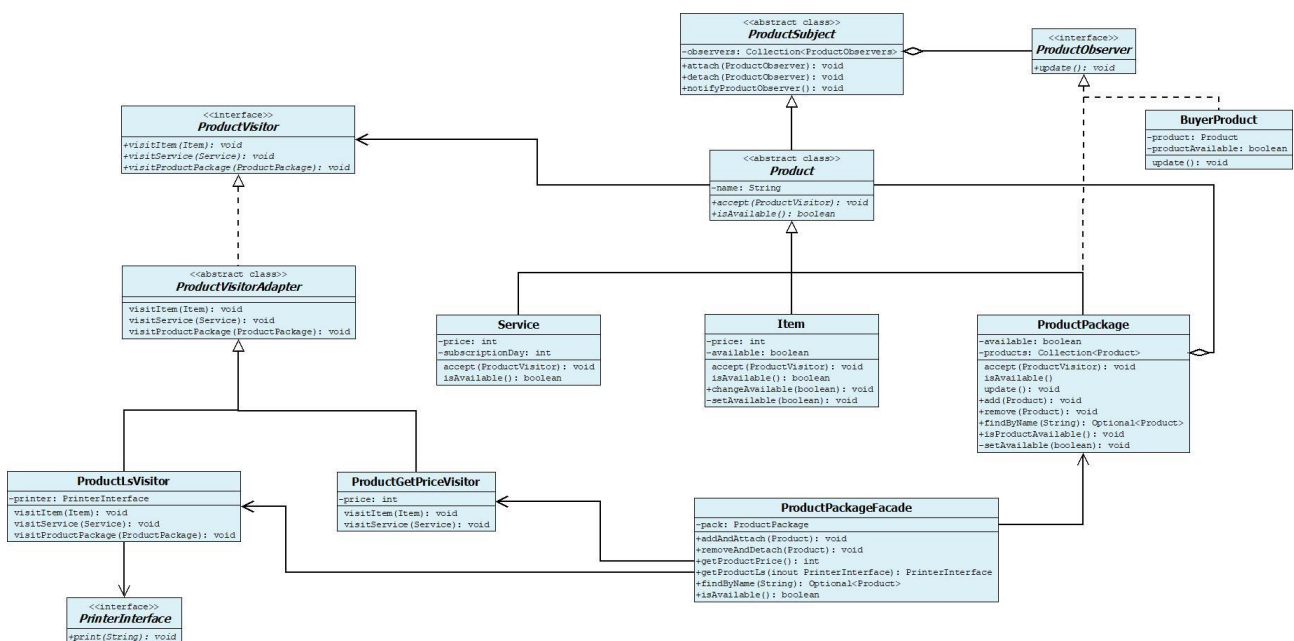 <<abstract class>>
ProductSubject
-observers: Collection<ProductObservers>
+attach(ProductObserver): void
+detach(ProductObserver): void
+notifyProductObserver(): void
<<interface>>
ProductObserver
+update(): void
BuyerProduct
-product: Product
-productAvailable: boolean
update(): void
<<interface>>
ProductVisitor
+visitItem(Item): void
+visitService(Service): void
+visitProductPackage(ProductPackage): void
<<abstract class>>
Product
-name: String
+accept(ProductVisitor): void
+isAvailable(): boolean
<<abstract class>>
ProductVisitorAdapter
visitItem(Item): void
visitService(Service): void
visitProductPackage(ProductPackage): void
Service
-price: int
-subscriptionDay: int
accept(ProductVisitor): void
isAvailable(): boolean
Item
-price: int
-available: boolean
accept(ProductVisitor): void
isAvailable(): boolean
+changeAvailable(boolean): void
-setAvailable(boolean): void
ProductPackage
-available: boolean
-products: Collection<Product>
accept(ProductVisitor): void
isAvailable()
update(): void
+add(Product): void
+remove(Product): void
+findByName(String): Optional<Product>
+isProductAvailable(): void
-setAvailable(boolean): void
ProductLsVisitor
-printer: PrinterInterface
visitItem(Item): void
visitService(Service): void
visitProductPackage(ProductPackage): void
ProductGetPriceVisitor
-price: int
visitItem(Item): void
visitService(Service): void
ProductPackageFacade
-pack: ProductPackage
+addAndAttach(Product): void
+removeAndDetach(Product): void
+getProductPrice(): int
+getProductLs(inout PrinterInterface): PrinterInterface
+findByName(String): Optional<Product>
+isAvailable(): boolean
<<interface>>
PrinterInterface
+print(String): void